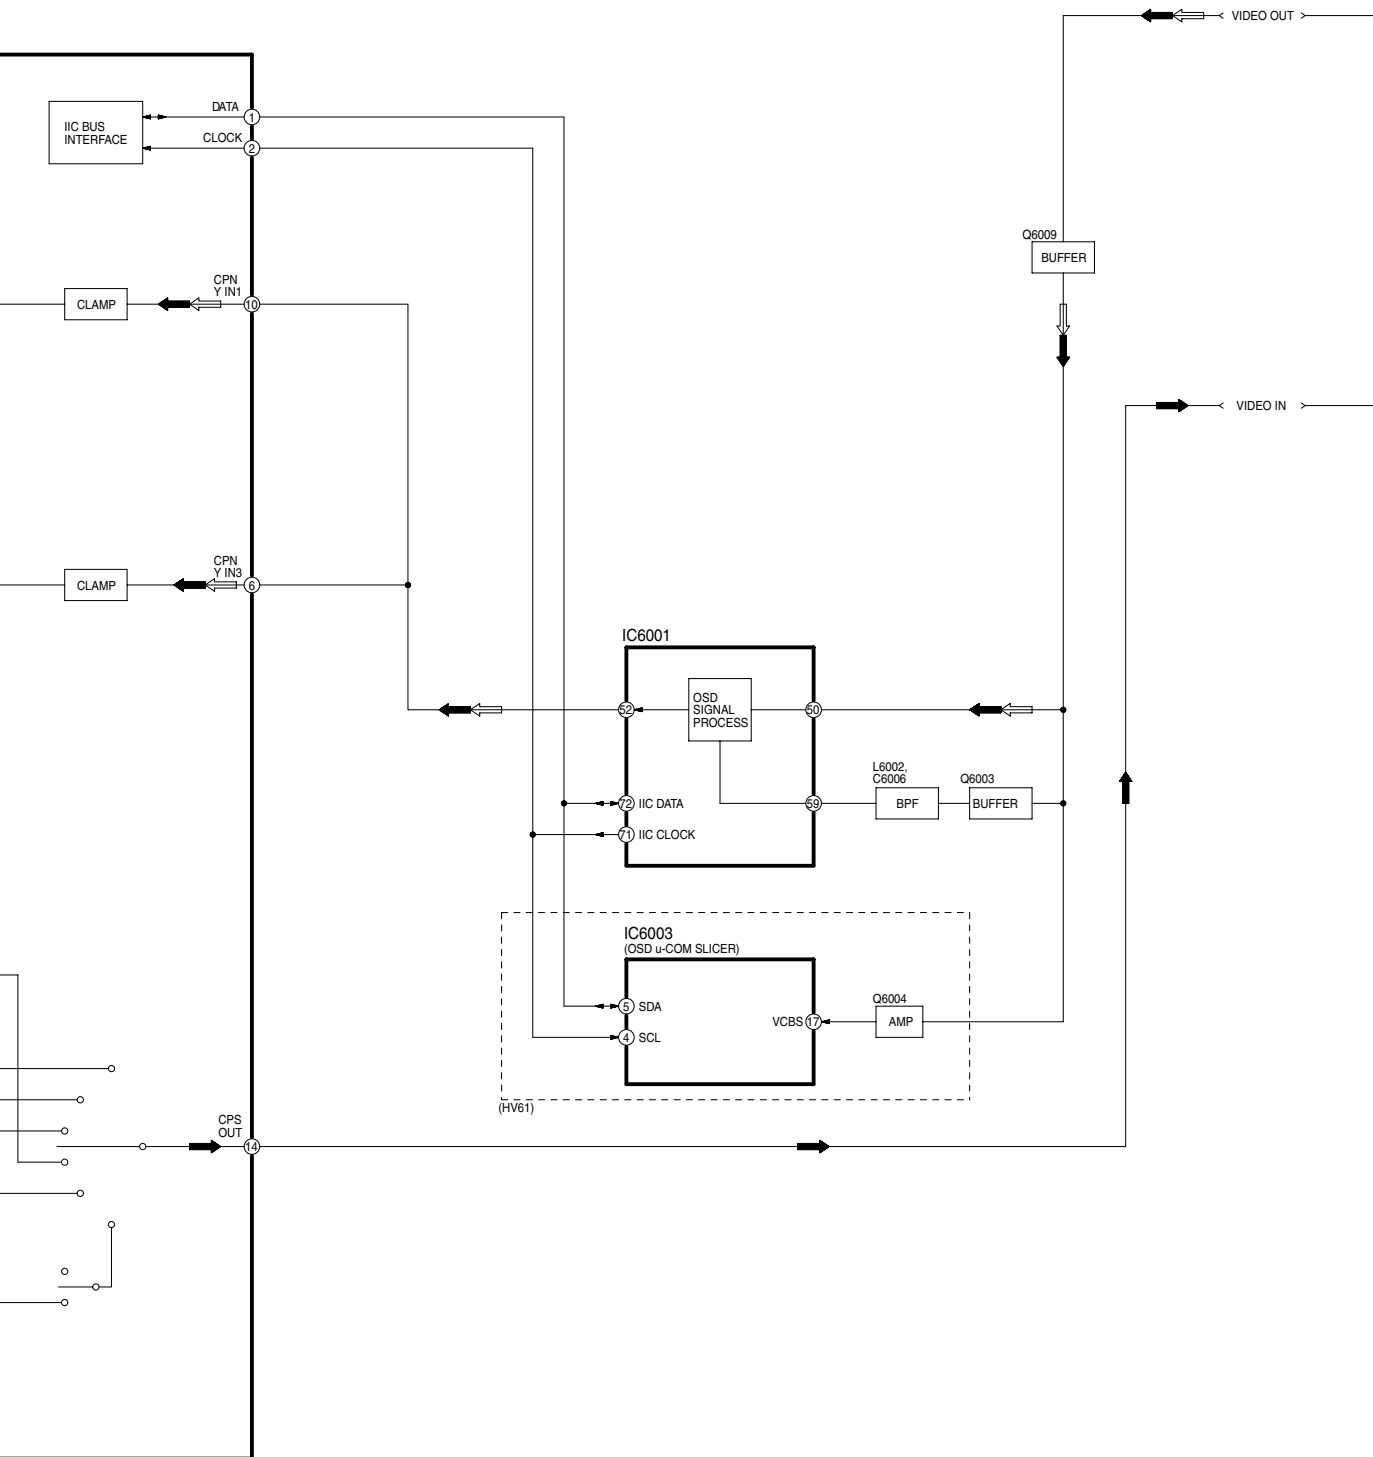 VIDEO OUT
DATA
1
IIC BUS
INTERFACE
CLOCK
2
Q6009
BUFFER
CPN
Y IN1
CLAMP
10
VIDEO IN
CPN
Y IN3
CLAMP
6
IC6001
OSD
SIGNAL
PROCESS
52
50
L6002,
C6006
Q6003
72 IIC DATA
59
BPF
BUFFER
71 IIC CLOCK
IC6003
(OSD u-COM SLICER)
5 SDA
Q6004
VCBS 17
AMP
4 SCL
(HV61)
CPS
OUT
14